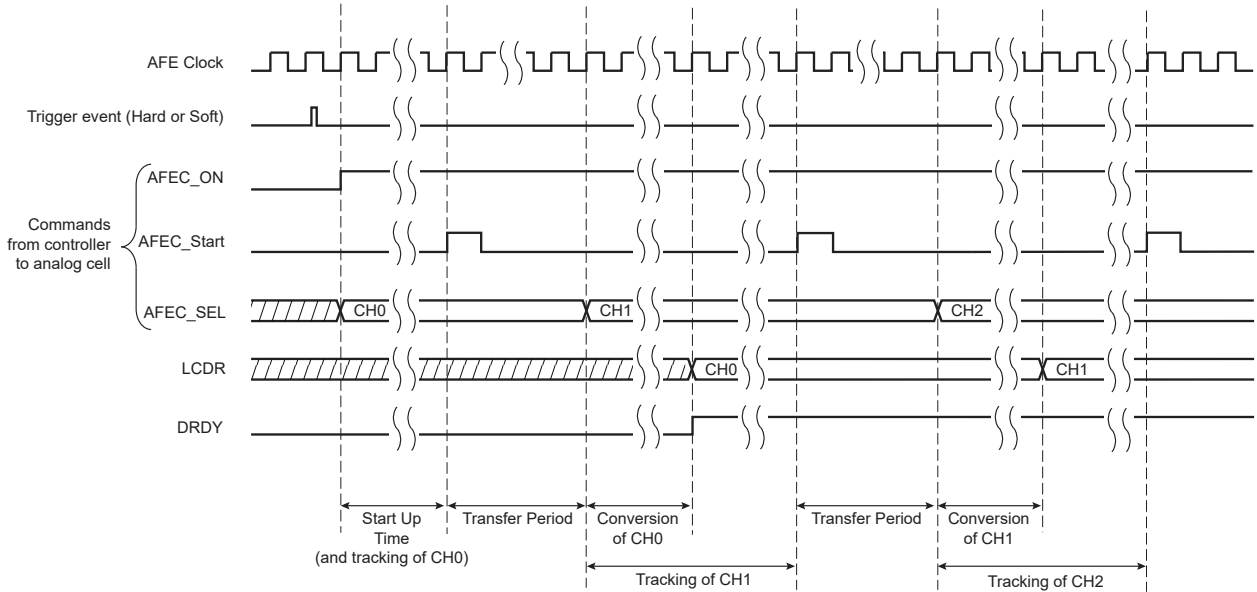 AFE Clock
Trigger event (Hard or Soft)
AFEC_ON
Commands
from controller
to analog cell
AFEC_Start
AFEC_SEL
CH0
CH1
CH2
LCDR
CH0
CH1
DRDY
Start Up
Time
(and tracking of CH0)
Transfer Period
Conversion
of CH0
Transfer Period
Conversion
of CH1
Tracking of CH1
Tracking of CH2